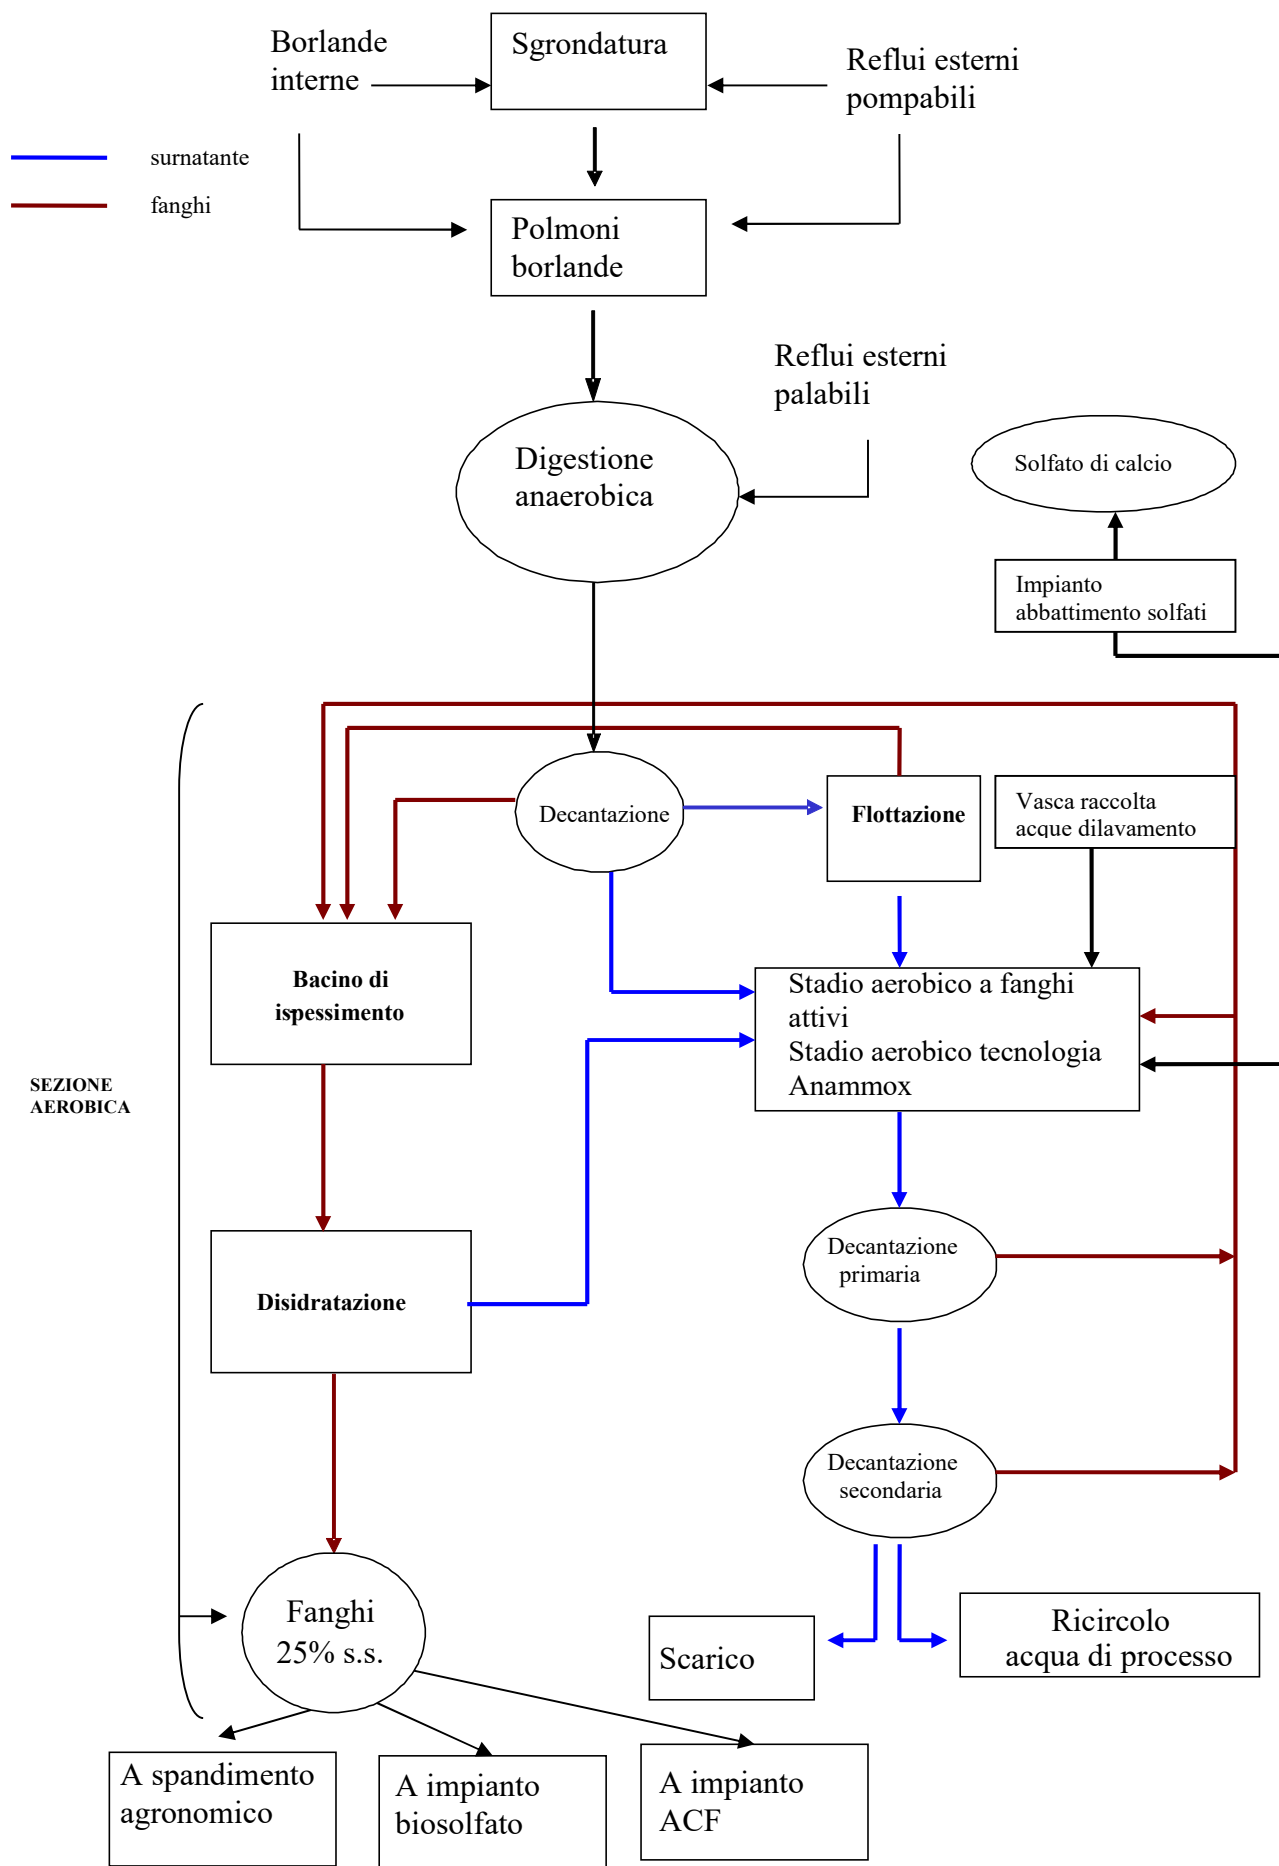 Borlande
interne
Sgrondatura
Reflui esterni
pompabili
surnatante
fanghi
Polmoni
borlande
Reflui esterni
palabili
Digestione
anaerobica
Solfato di calcio
Impianto
abbattimento solfati
Decantazione
Flottazione
Vasca raccolta
acque dilavamento
Bacino di
ispessimento
Stadio aerobico a fanghi
attivi
Stadio aerobico tecnologia
Anammox
SEZIONE
AEROBICA
Decantazione
primaria
Disidratazione
Decantazione
secondaria
Fanghi
25% s.s.
Scarico
Ricircolo
acqua di processo
A spandimento
agronomico
A impianto
biosolfato
A impianto
ACF